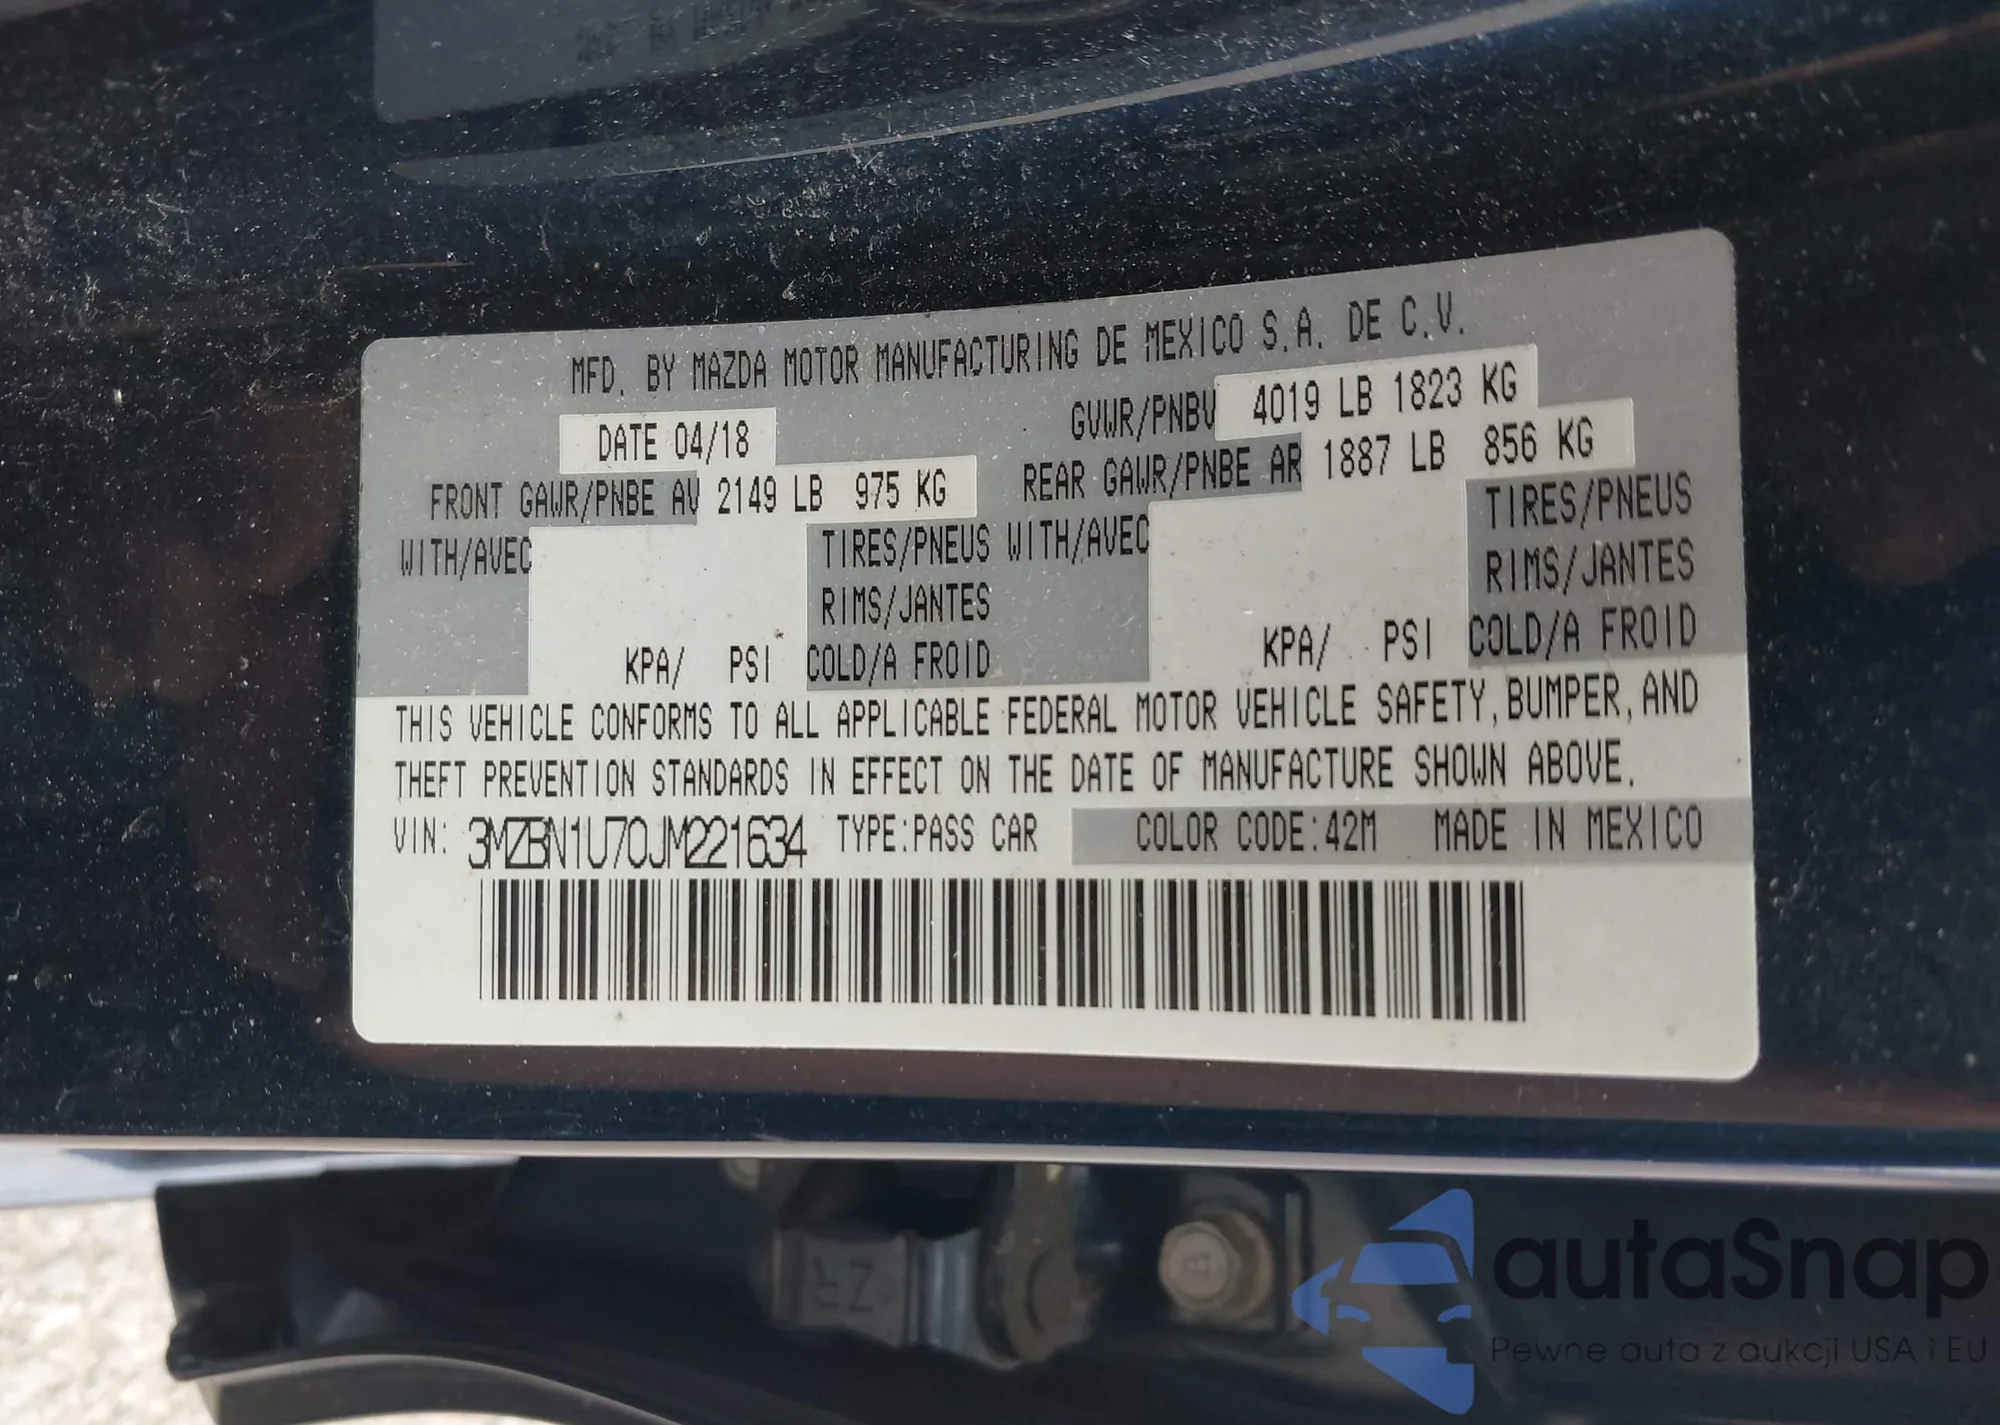 MFD. BY MAZDA MOTOR MANUFACTURING DE MEXICO S.A. DE C.V.
DATE 04/18
GVWR/PNBV 4019 LB 1823 KG
FRONT GAWR/PNBE AV 2149 LB 975 KG
REAR GAWR/PNBE AR 1887 LB 856 KG
WITH/AVEC TIRES/PNEUS
RIMS/JANTES
KPA/ PSI COLD/A FROID
WITH/AVEC TIRES/PNEUS
RIMS/JANTES
KPA/ PSI COLD/A FROID
THIS VEHICLE CONFORMS TO ALL APPLICABLE FEDERAL MOTOR VEHICLE SAFETY, BUMPER, AND
THEFT PREVENTION STANDARDS IN EFFECT ON THE DATE OF MANUFACTURE SHOWN ABOVE.
VIN: 3MZBN1U70JM221634 TYPE:PASS CAR COLOR CODE:42M MADE IN MEXICO
autaSnap
Pewne auta z aukcji USA i EU